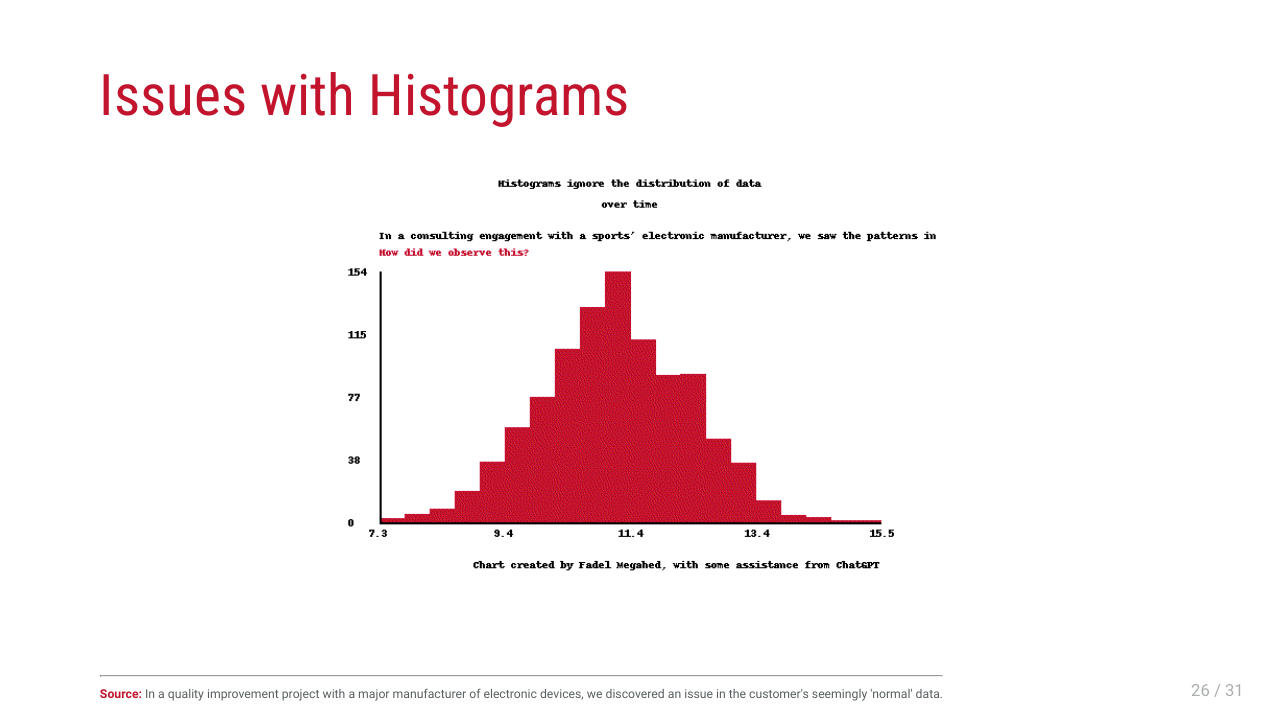 Issues with Histograms
Histograms ignore the distribution of data
over time
In a consulting engagement with a sports' electronic manufacturer, we saw the patterns in
How did we observe this?
154
115
77
38
0
7.3 9.4 11.4 13.4 15.5
Chart created by Fadel Megahed, with some assistance from ChatGPT
Source: In a quality improvement project with a major manufacturer of electronic devices, we discovered an issue in the customer's seemingly 'normal' data.
26 / 31